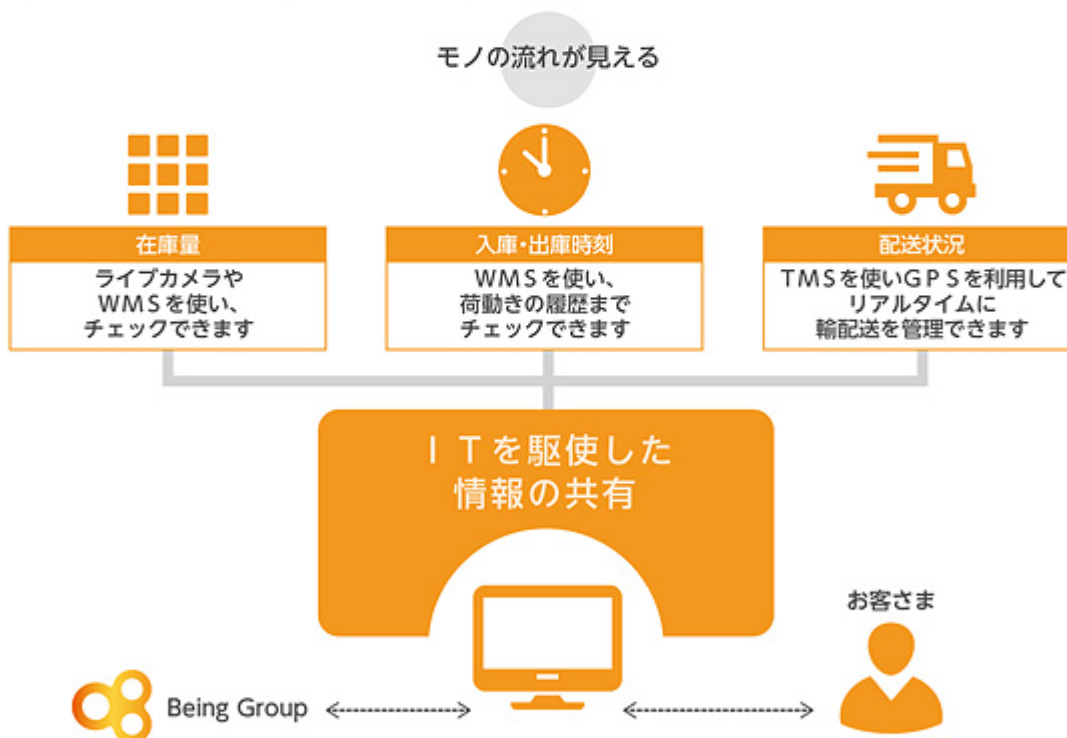 モノの流れが見える
在庫量
ライブカメラや
ＷＭＳを使い、
チェックできます
入庫・出庫時刻
ＷＭＳを使い、
荷動きの履歴まで
チェックできます
配送状況
ＴＭＳを使いＧＰＳを利用して
リアルタイムに
輸配送を管理できます
ＩＴを駆使した
情報の共有
お客さま
Being Group